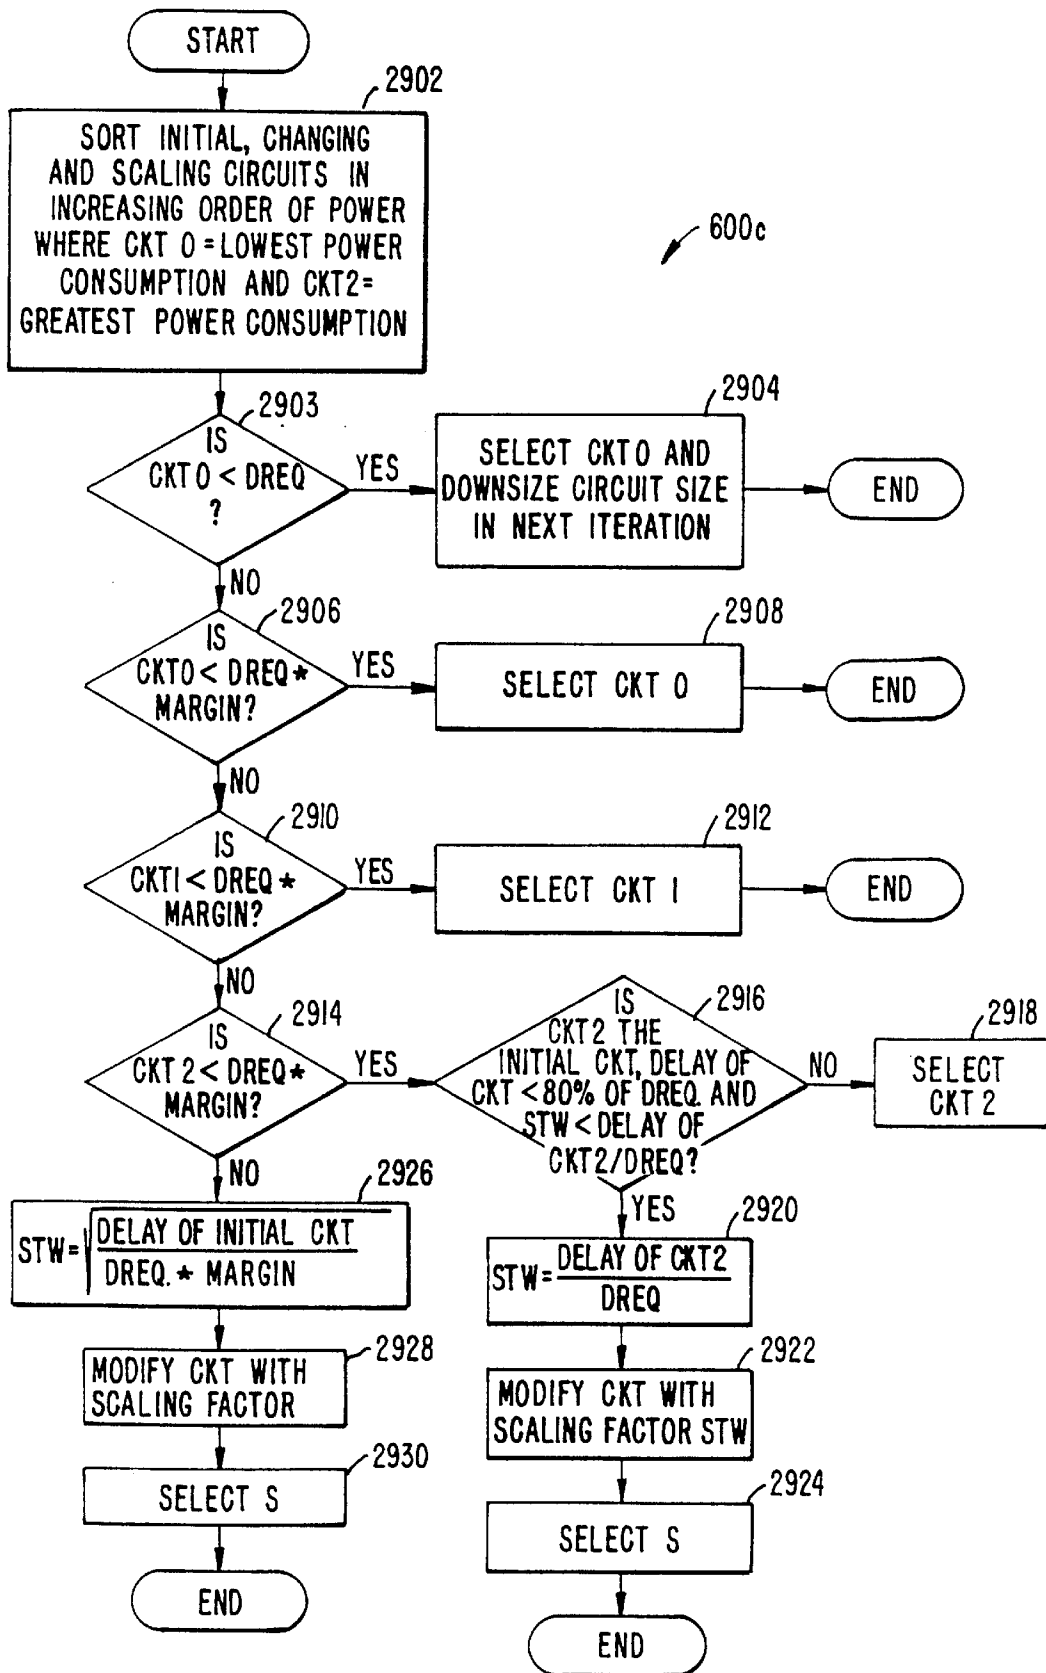 START
2902
SORT INITIAL, CHANGING
AND SCALING CIRCUITS IN
INCREASING ORDER OF POWER
WHERE CKT 0 = LOWEST POWER
CONSUMPTION AND CKT2 =
GREATEST POWER CONSUMPTION
600c
2903
IS
CKT 0 < DREQ
?
YES
2904
SELECT CKT 0 AND
DOWNSIZE CIRCUIT SIZE
IN NEXT ITERATION
END
NO
2906
IS
CKT0 < DREQ *
MARGIN?
YES
2908
SELECT CKT 0
END
NO
2910
IS
CKT1 < DREQ *
MARGIN?
YES
2912
SELECT CKT 1
END
NO
2914
IS
CKT 2 < DREQ *
MARGIN?
YES
2916
IS
CKT2 THE
INITIAL CKT, DELAY OF
CKT < 80% OF DREQ. AND
STW < DELAY OF
CKT2/DREQ?
NO
2918
SELECT
CKT 2
NO
2926
STW = √ DELAY OF INITIAL CKT
DREQ. * MARGIN
YES
2920
STW = DELAY OF CKT2
DREQ
2928
MODIFY CKT WITH
SCALING FACTOR
2922
MODIFY CKT WITH
SCALING FACTOR STW
2930
SELECT S
2924
SELECT S
END
END